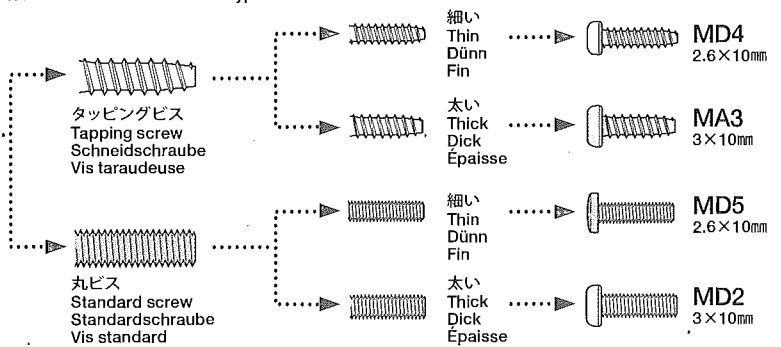 細い
Thin
Dünn
Fin
MD4
2.6×10㎜
タッピングビス
Tapping screw
Schneidschraube
Vis taraudeuse
太い
Thick
Dick
Épaisse
MA3
3×10㎜
細い
Thin
Dünn
Fin
MD5
2.6×10㎜
丸ビス
Standard screw
Standardschraube
Vis standard
太い
Thick
Dick
Épaisse
MD2
3×10㎜